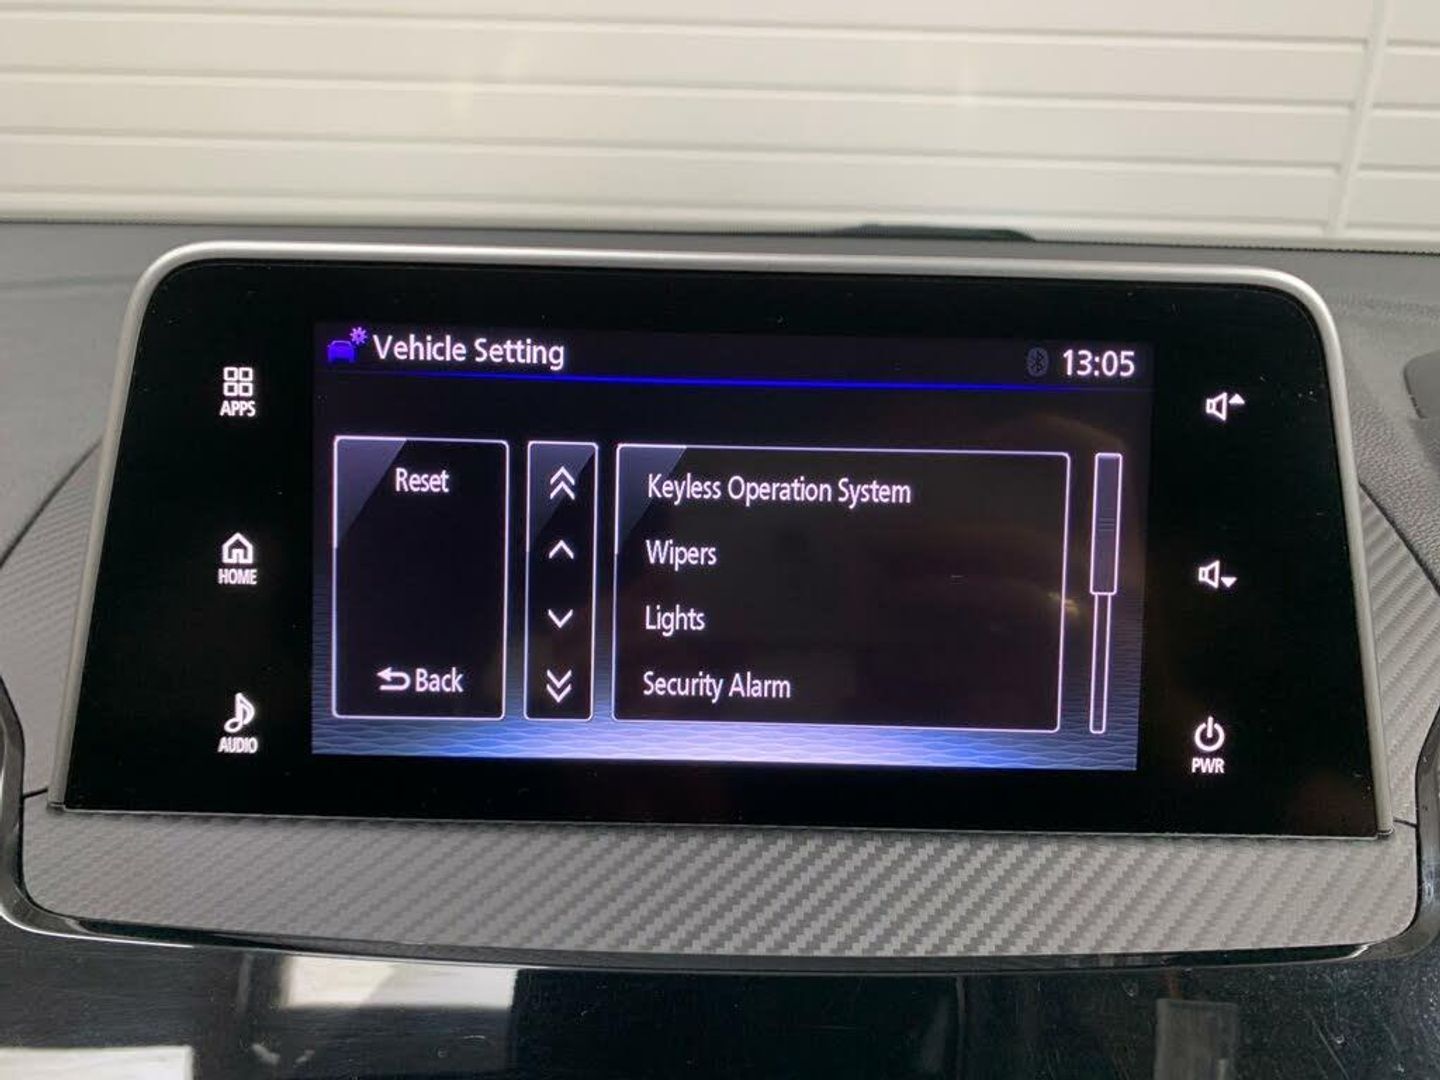 Vehicle Setting
13:05
APPS
HOME
AUDIO
Reset
Back
Keyless Operation System
Wipers
Lights
Security Alarm
PWR